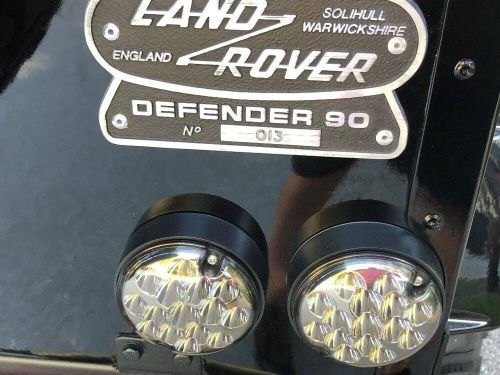 LAND
ROVER
SOLIHULL
WARWICKSHIRE
ENGLAND
DEFENDER 90
Nº 013